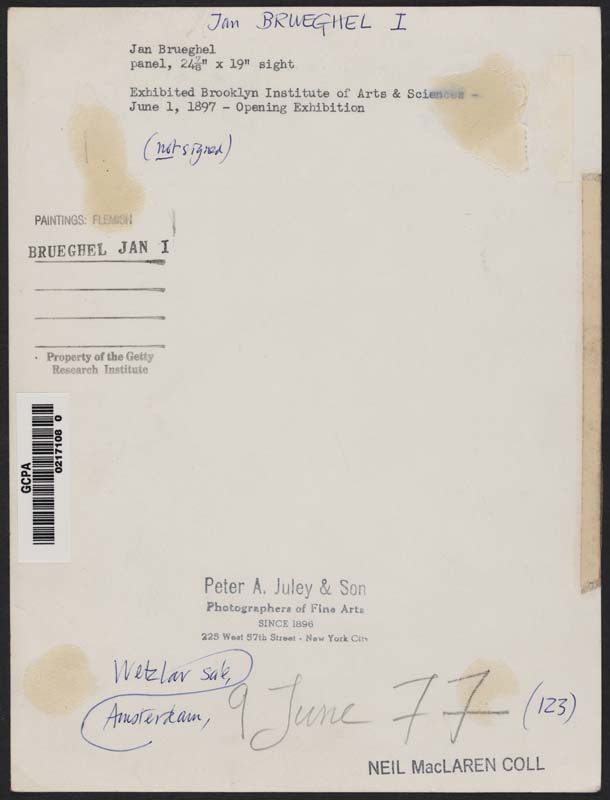 Jan BRUEGHEL I
Jan Brueghel
panel, 24⅞" x 19" sight
Exhibited Brooklyn Institute of Arts & Sciences -
June 1, 1897 - Opening Exhibition
(not signed)
PAINTINGS: FLEMISH
BRUEGHEL JAN I
Property of the Getty
Research Institute
GCPA
0217108 0
Peter A. Juley & Son
Photographers of Fine Arts
SINCE 1896
225 West 57th Street - New York City
Wetzlar sale,
Amsterdam, 9 June 77 (123)
NEIL MacLAREN COLL